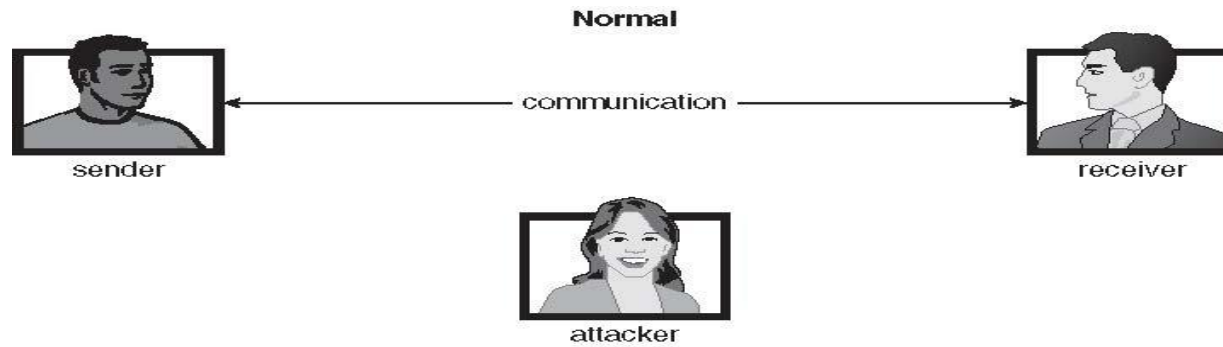 Normal
communication
sender
receiver
attacker